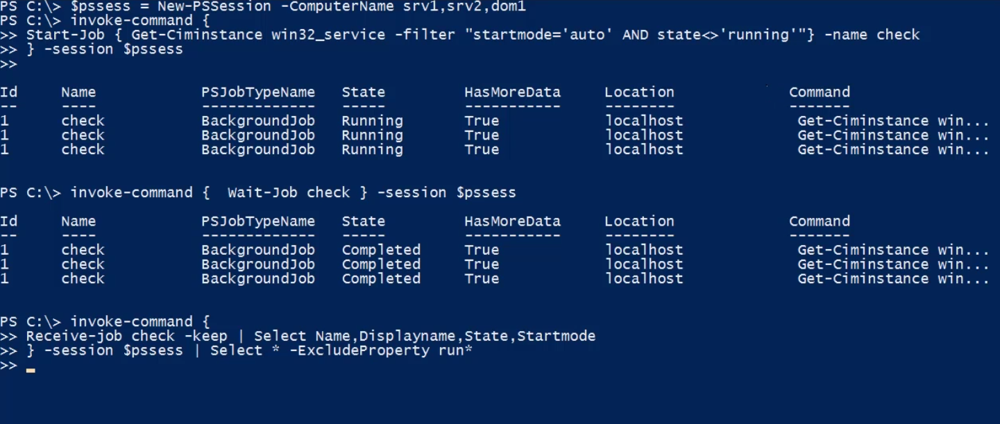 PS C:\> $pssess = New-PSSession -ComputerName srv1,srv2,dom1
PS C:\> invoke-command {
>> Start-Job { Get-Ciminstance win32_service -filter "startmode='auto' AND state<>'running'"} -name check
>> } -session $pssess
>>
Id Name PSJobTypeName State HasMoreData Location Command
-- ---- ------------- ----- ----------- -------- -------
1 check BackgroundJob Running True localhost Get-Ciminstance win...
1 check BackgroundJob Running True localhost Get-Ciminstance win...
1 check BackgroundJob Running True localhost Get-Ciminstance win...
PS C:\> invoke-command {  Wait-Job check } -session $pssess
Id Name PSJobTypeName State HasMoreData Location Command
-- ---- ------------- ----- ----------- -------- -------
1 check BackgroundJob Completed True localhost Get-Ciminstance win...
1 check BackgroundJob Completed True localhost Get-Ciminstance win...
1 check BackgroundJob Completed True localhost Get-Ciminstance win...
PS C:\> invoke-command {
>> Receive-job check -keep | Select Name,Displayname,State,Startmode
>> } -session $pssess | Select * -ExcludeProperty run*
>>